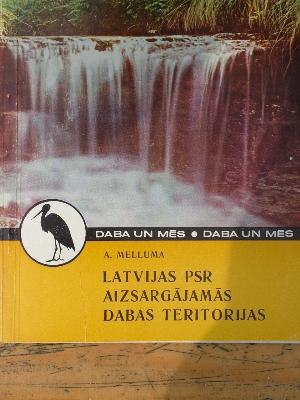 DABA UN MĒS ● DABA UN MĒS
A. MELLUMA
LATVIJAS PSR
AIZSARGĀJAMĀS
DABAS TERITORIJAS